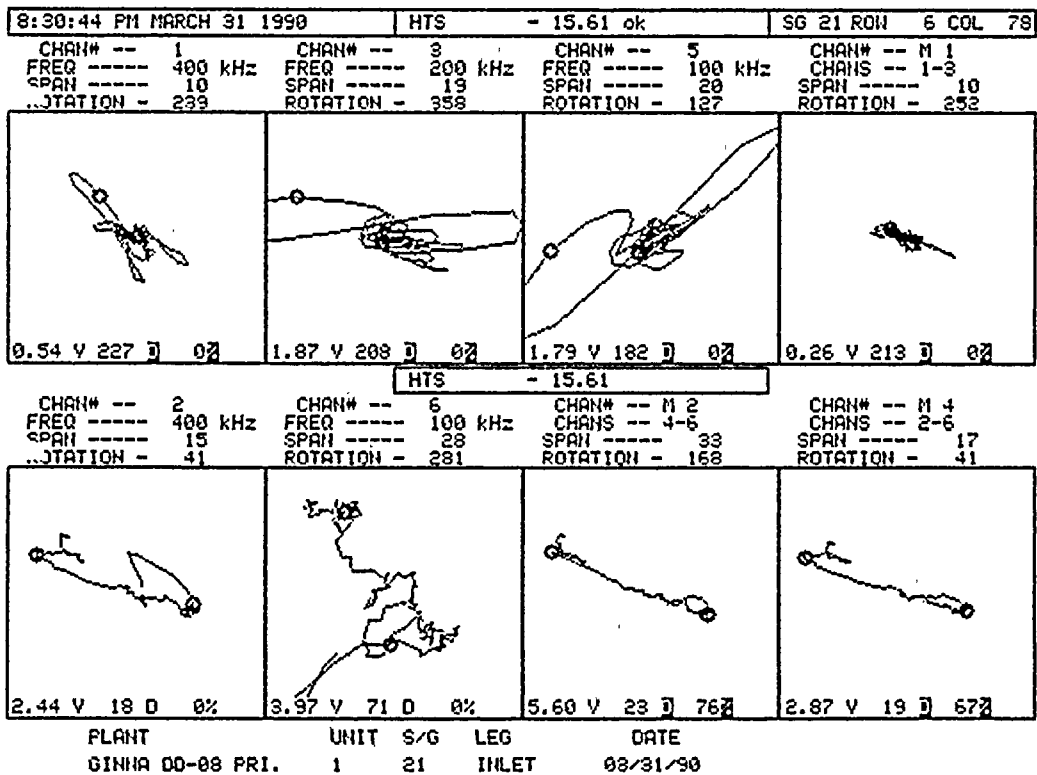 8:30:44 PM MARCH 31 1990 HTS - 15.61 ok SG 21 ROW 6 COL 78
CHAN# -- 1 CHAN# -- 3 CHAN# -- 5 CHAN# -- M 1
FREQ ----- 400 kHz FREQ ----- 200 kHz FREQ ----- 100 kHz CHANS -- 1-3
SPAN ----- 10 SPAN ----- 19 SPAN ----- 20 SPAN ----- 10
..OTATION - 239 ROTATION - 358 ROTATION - 127 ROTATION - 252
0.54 V 227 D 0% 1.87 V 208 D 0% 1.79 V 182 D 0% 0.26 V 213 D 0%
HTS - 15.61
CHAN# -- 2 CHAN# -- 6 CHAN# -- M 2 CHAN# -- M 4
FREQ ----- 400 kHz FREQ ----- 100 kHz CHANS -- 4-6 CHANS -- 2-6
SPAN ----- 15 SPAN ----- 28 SPAN ----- 33 SPAN ----- 17
..OTATION - 41 ROTATION - 281 ROTATION - 168 ROTATION - 41
2.44 V 18 D 0% 3.97 V 71 D 0% 5.60 V 23 D 76% 2.87 V 19 D 67%
PLANT UNIT S/G LEG DATE
GINNA DD-08 PRI. 1 21 INLET 03/31/90